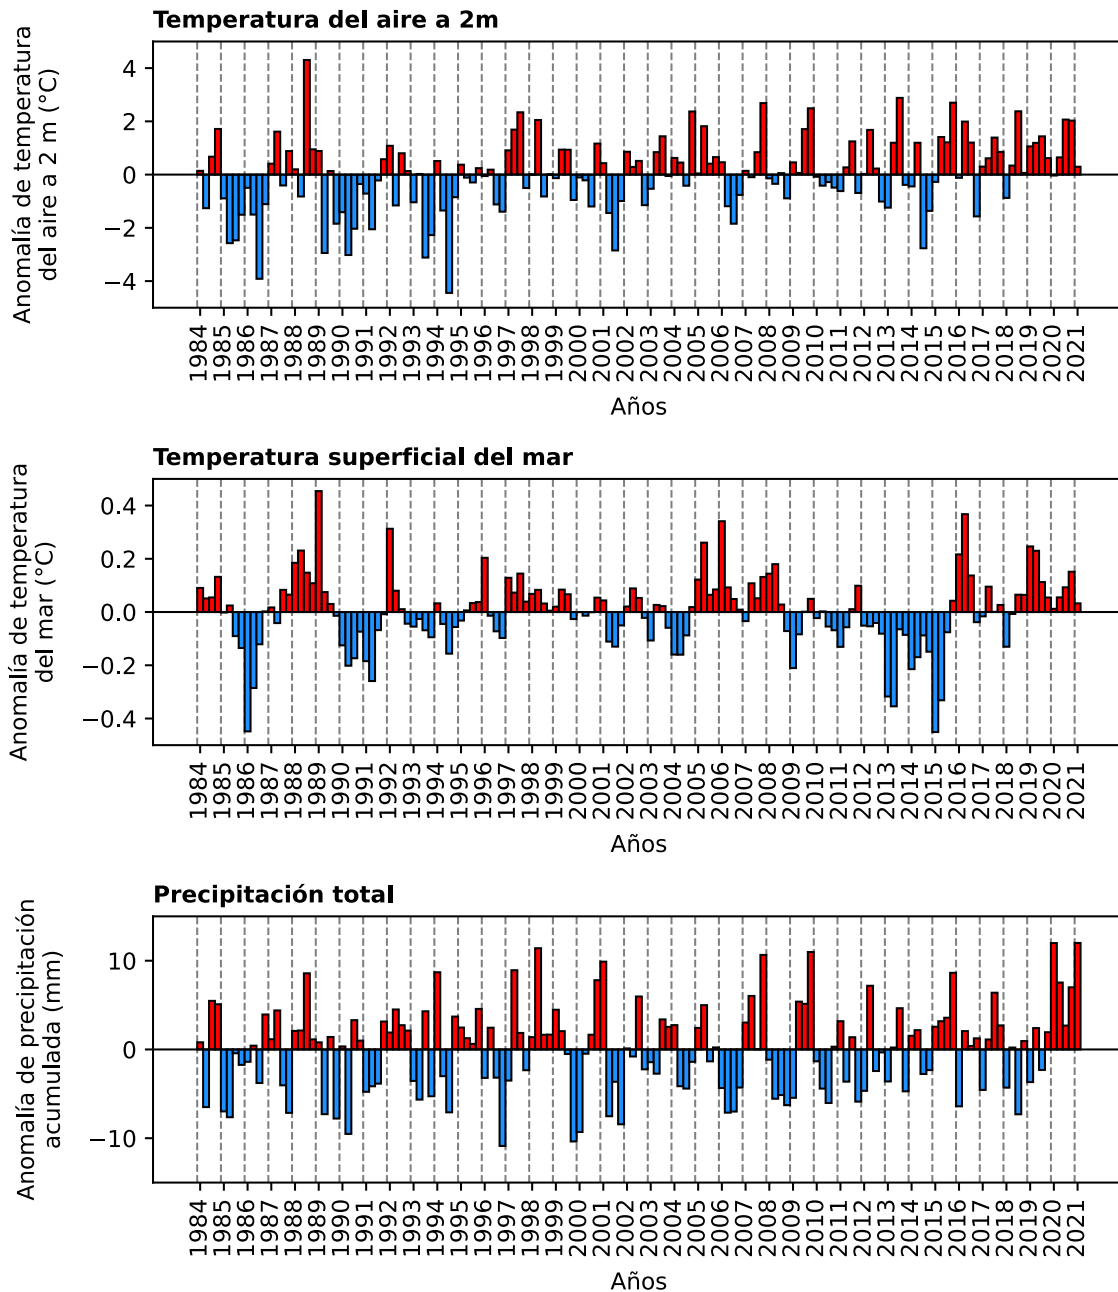 Temperatura del aire a 2m
Anomalía de temperatura
del aire a 2 m (°C)
4
2
0
−2
−4
1984 1985 1986 1987 1988 1989 1990 1991 1992 1993 1994 1995 1996 1997 1998 1999 2000 2001 2002 2003 2004 2005 2006 2007 2008 2009 2010 2011 2012 2013 2014 2015 2016 2017 2018 2019 2020 2021
Años
Temperatura superficial del mar
Anomalía de temperatura
del mar (°C)
0.4
0.2
0.0
−0.2
−0.4
1984 1985 1986 1987 1988 1989 1990 1991 1992 1993 1994 1995 1996 1997 1998 1999 2000 2001 2002 2003 2004 2005 2006 2007 2008 2009 2010 2011 2012 2013 2014 2015 2016 2017 2018 2019 2020 2021
Años
Precipitación total
Anomalía de precipitación
acumulada (mm)
10
0
−10
1984 1985 1986 1987 1988 1989 1990 1991 1992 1993 1994 1995 1996 1997 1998 1999 2000 2001 2002 2003 2004 2005 2006 2007 2008 2009 2010 2011 2012 2013 2014 2015 2016 2017 2018 2019 2020 2021
Años